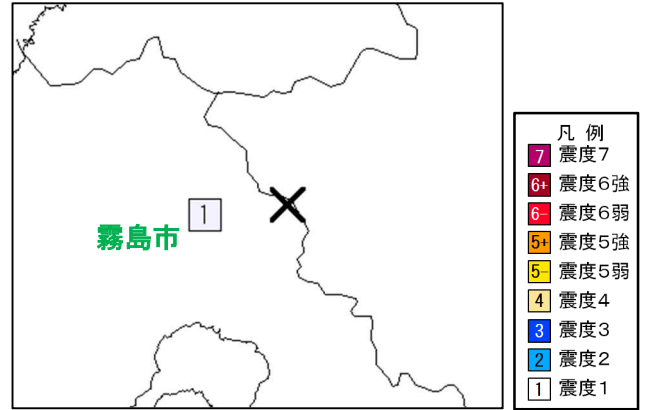 1
霧島市
凡 例
7 震度7
6+ 震度6強
6- 震度6弱
5+ 震度5強
5- 震度5弱
4 震度4
3 震度3
2 震度2
1 震度1